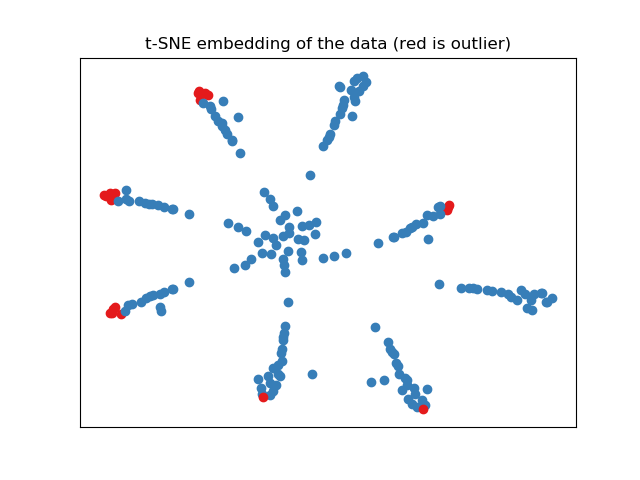 t-SNE embedding of the data (red is outlier)